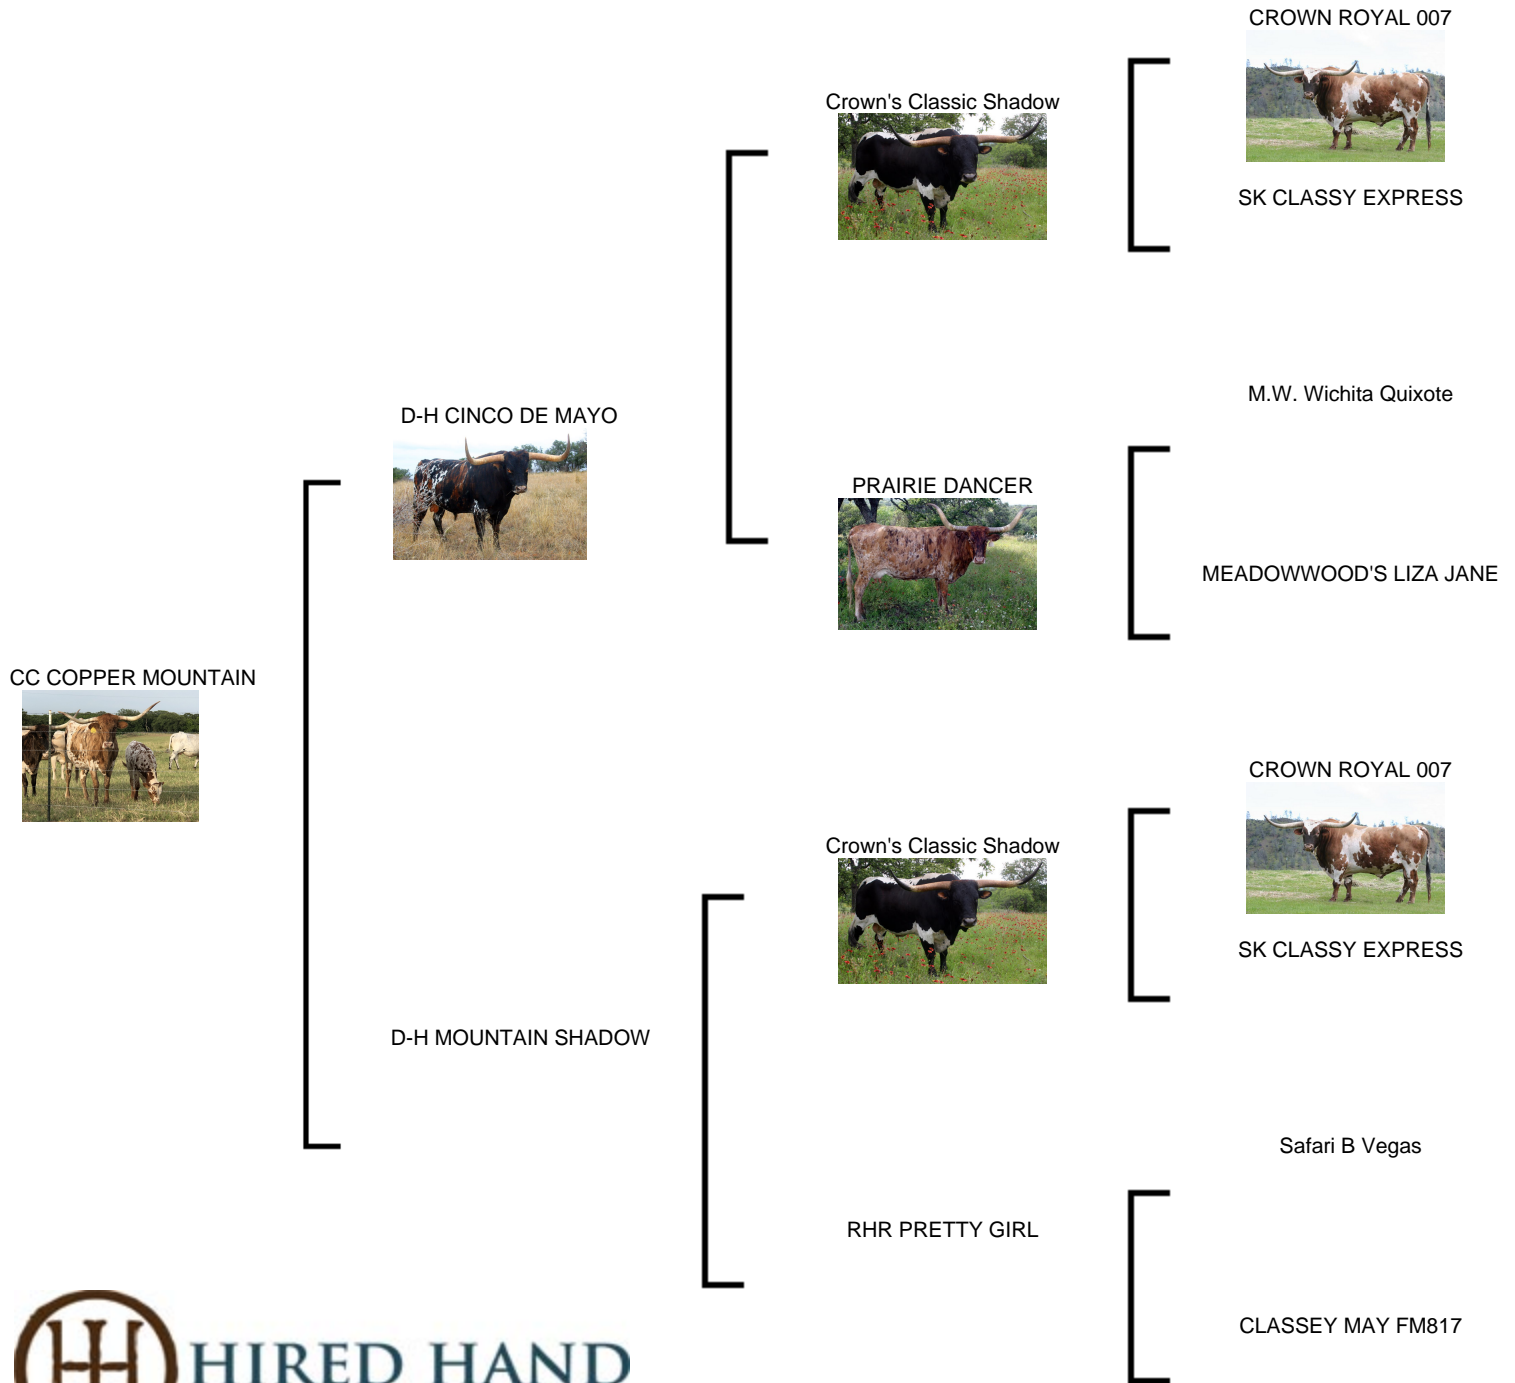 CROWN ROYAL 007
Crown's Classic Shadow
SK CLASSY EXPRESS
M.W. Wichita Quixote
D-H CINCO DE MAYO
PRAIRIE DANCER
MEADOWWOOD'S LIZA JANE
CC COPPER MOUNTAIN
CROWN ROYAL 007
Crown's Classic Shadow
SK CLASSY EXPRESS
D-H MOUNTAIN SHADOW
Safari B Vegas
RHR PRETTY GIRL
CLASSEY MAY FM817
HIRED HAND